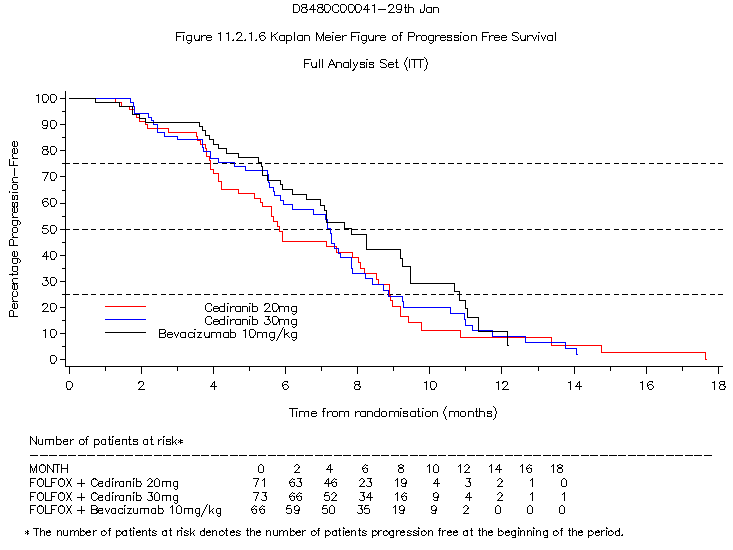 D8480C00041-29th Jan
Figure 11.2.1.6 Kaplan Meier Figure of Progression Free Survival
Full Analysis Set (ITT)
Percentage Progression-Free
100
90
80
70
60
50
40
30
20
10
0
Cediranib 20mg
Cediranib 30mg
Bevacizumab 10mg/kg
0 2 4 6 8 10 12 14 16 18
Time from randomisation (months)
Number of patients at risk*
MONTH 0 2 4 6 8 10 12 14 16 18
FOLFOX + Cediranib 20mg 71 63 46 23 19 4 3 2 1 0
FOLFOX + Cediranib 30mg 73 66 52 34 16 9 4 2 1 1
FOLFOX + Bevacizumab 10mg/kg 66 59 50 35 19 9 2 0 0 0
* The number of patients at risk denotes the number of patients progression free at the beginning of the period.